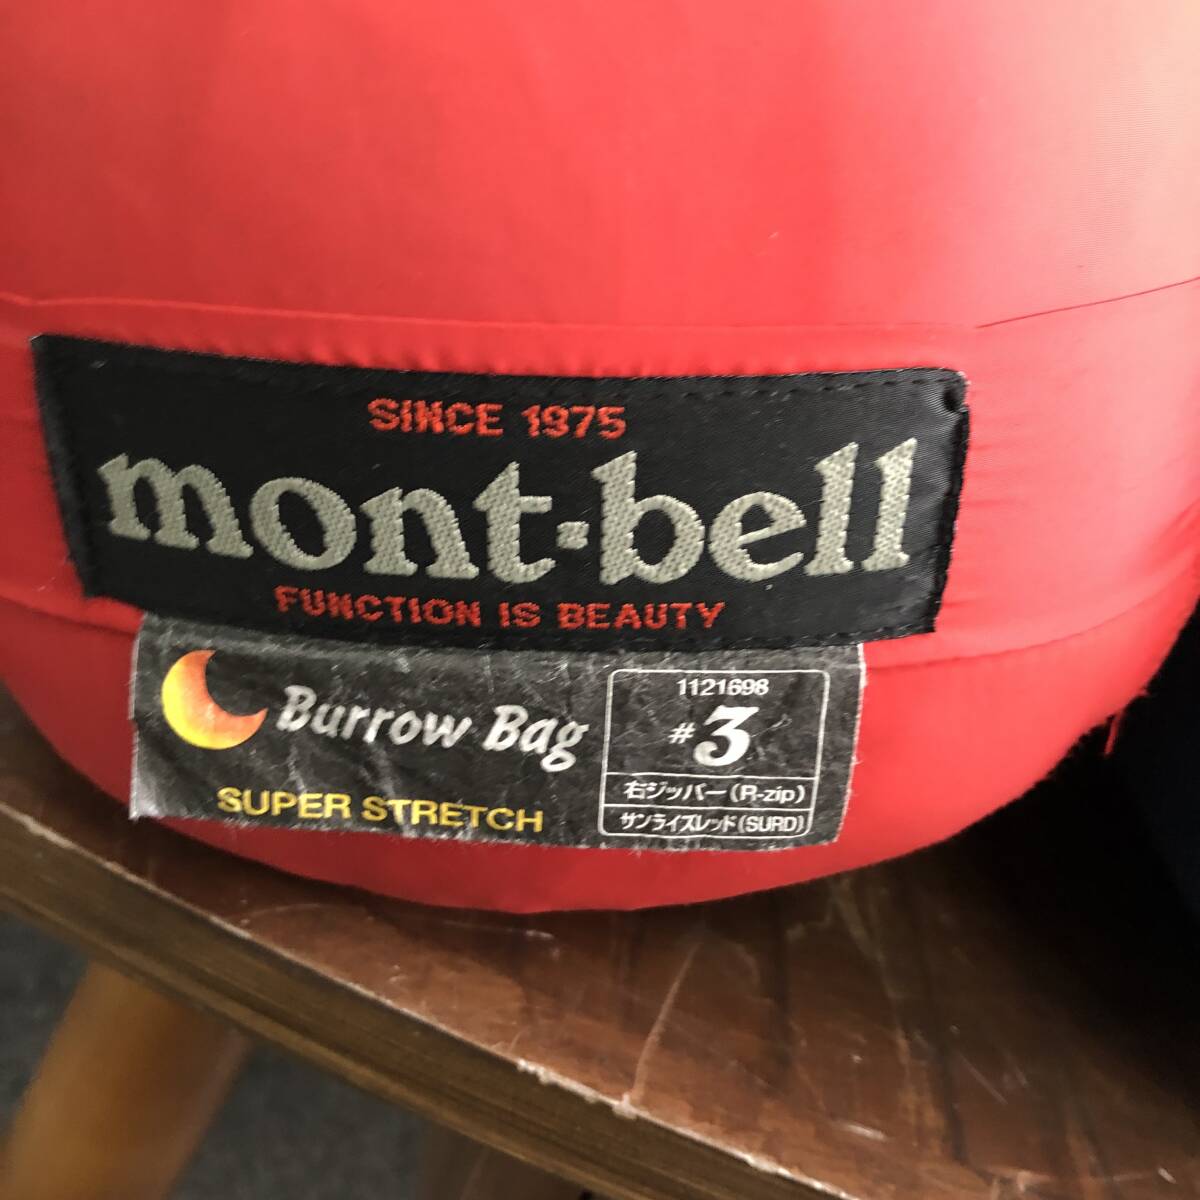 SINCE 1975
mont-bell
FUNCTION IS BEAUTY
Burrow Bag
SUPER STRETCH
1121698
#3
右ジッパー(R-zip)
サンライズレッド(SURD)